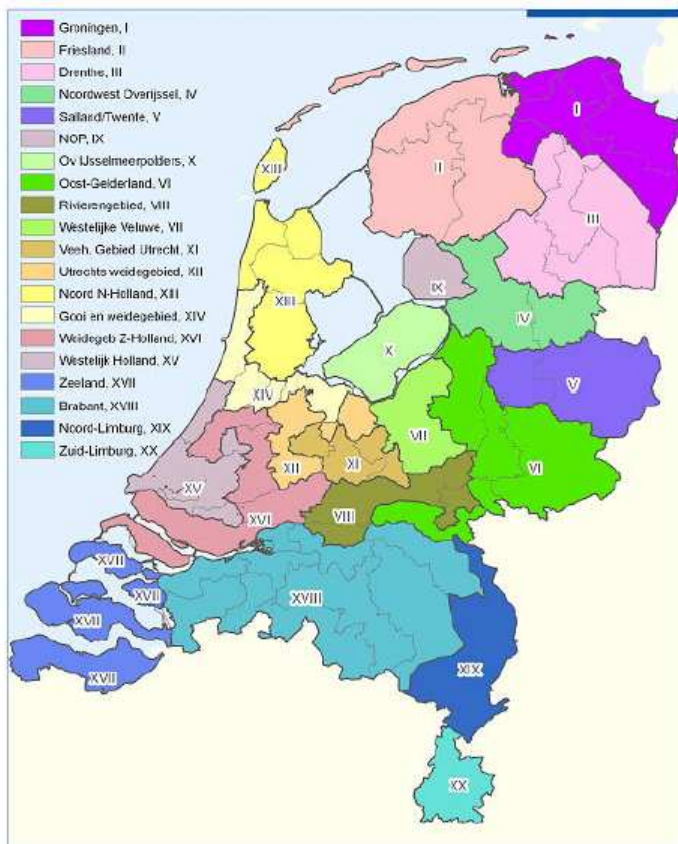 Groningen, I
Friesland, II
Drenthe, III
Noordwest Overijssel, IV
Salland/Twente, V
NOP, IX
Ov IJsselmeerpolders, X
Oost-Gelderland, VI
Rivierengebied, VIII
Westelijke Veluwe, VII
Veeh. Gebied Utrecht, XI
Utrechts weidegebied, XII
Noord N-Holland, XIII
Gooi en weidegebied, XIV
Weidegeb Z-Holland, XVI
Westelijk Holland, XV
Zeeland, XVII
Brabant, XVIII
Noord-Limburg, XIX
Zuid-Limburg, XX
I
II
XIII
III
IX
XIII
IV
X
V
XIV
VII
XII
XI
VI
XV
XVI
VIII
XVII
XVII
XVIII
XVII
XVII
XIX
XX